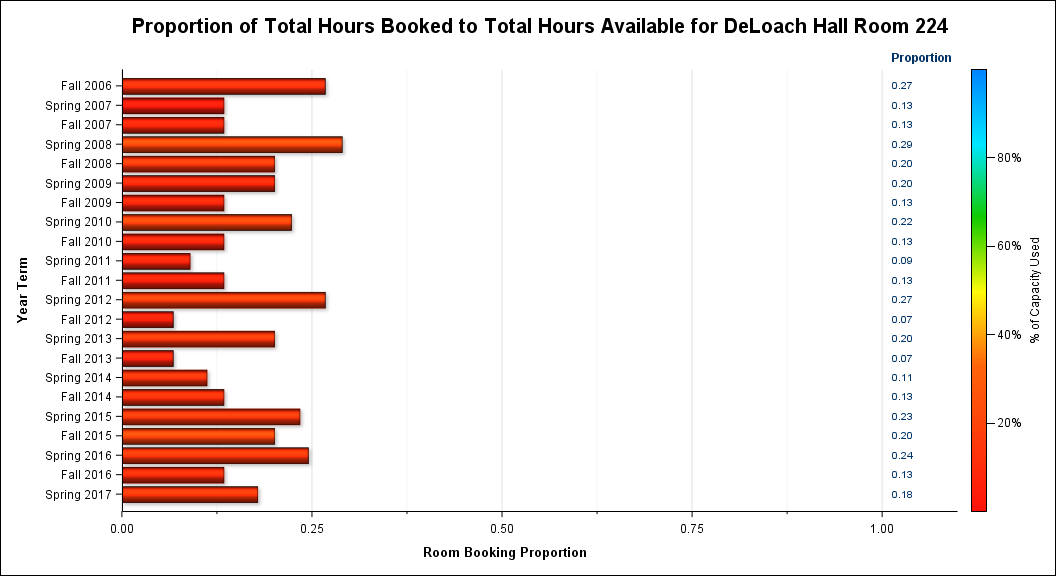 Proportion of Total Hours Booked to Total Hours Available for DeLoach Hall Room 224
Proportion
Fall 2006 0.27
Spring 2007 0.13
Fall 2007 0.13
Spring 2008 0.29
Fall 2008 0.20
Spring 2009 0.20
Fall 2009 0.13
Spring 2010 0.22
Fall 2010 0.13
Spring 2011 0.09
Fall 2011 0.13
Spring 2012 0.27
Fall 2012 0.07
Spring 2013 0.20
Fall 2013 0.07
Spring 2014 0.11
Fall 2014 0.13
Spring 2015 0.23
Fall 2015 0.20
Spring 2016 0.24
Fall 2016 0.13
Spring 2017 0.18
Year Term
0.00 0.25 0.50 0.75 1.00
Room Booking Proportion
80%
60%
40%
20%
% of Capacity Used